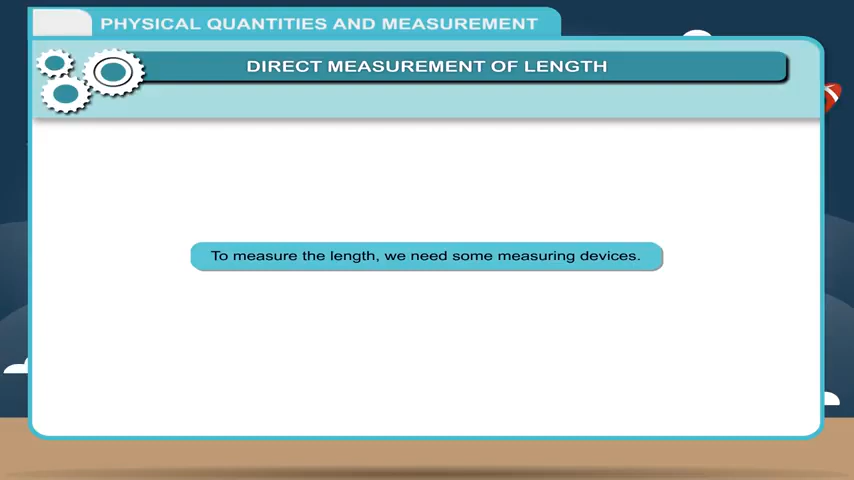 PHYSICAL QUANTITIES AND MEASUREMENT
DIRECT MEASUREMENT OF LENGTH
To measure the length, we need some measuring devices.